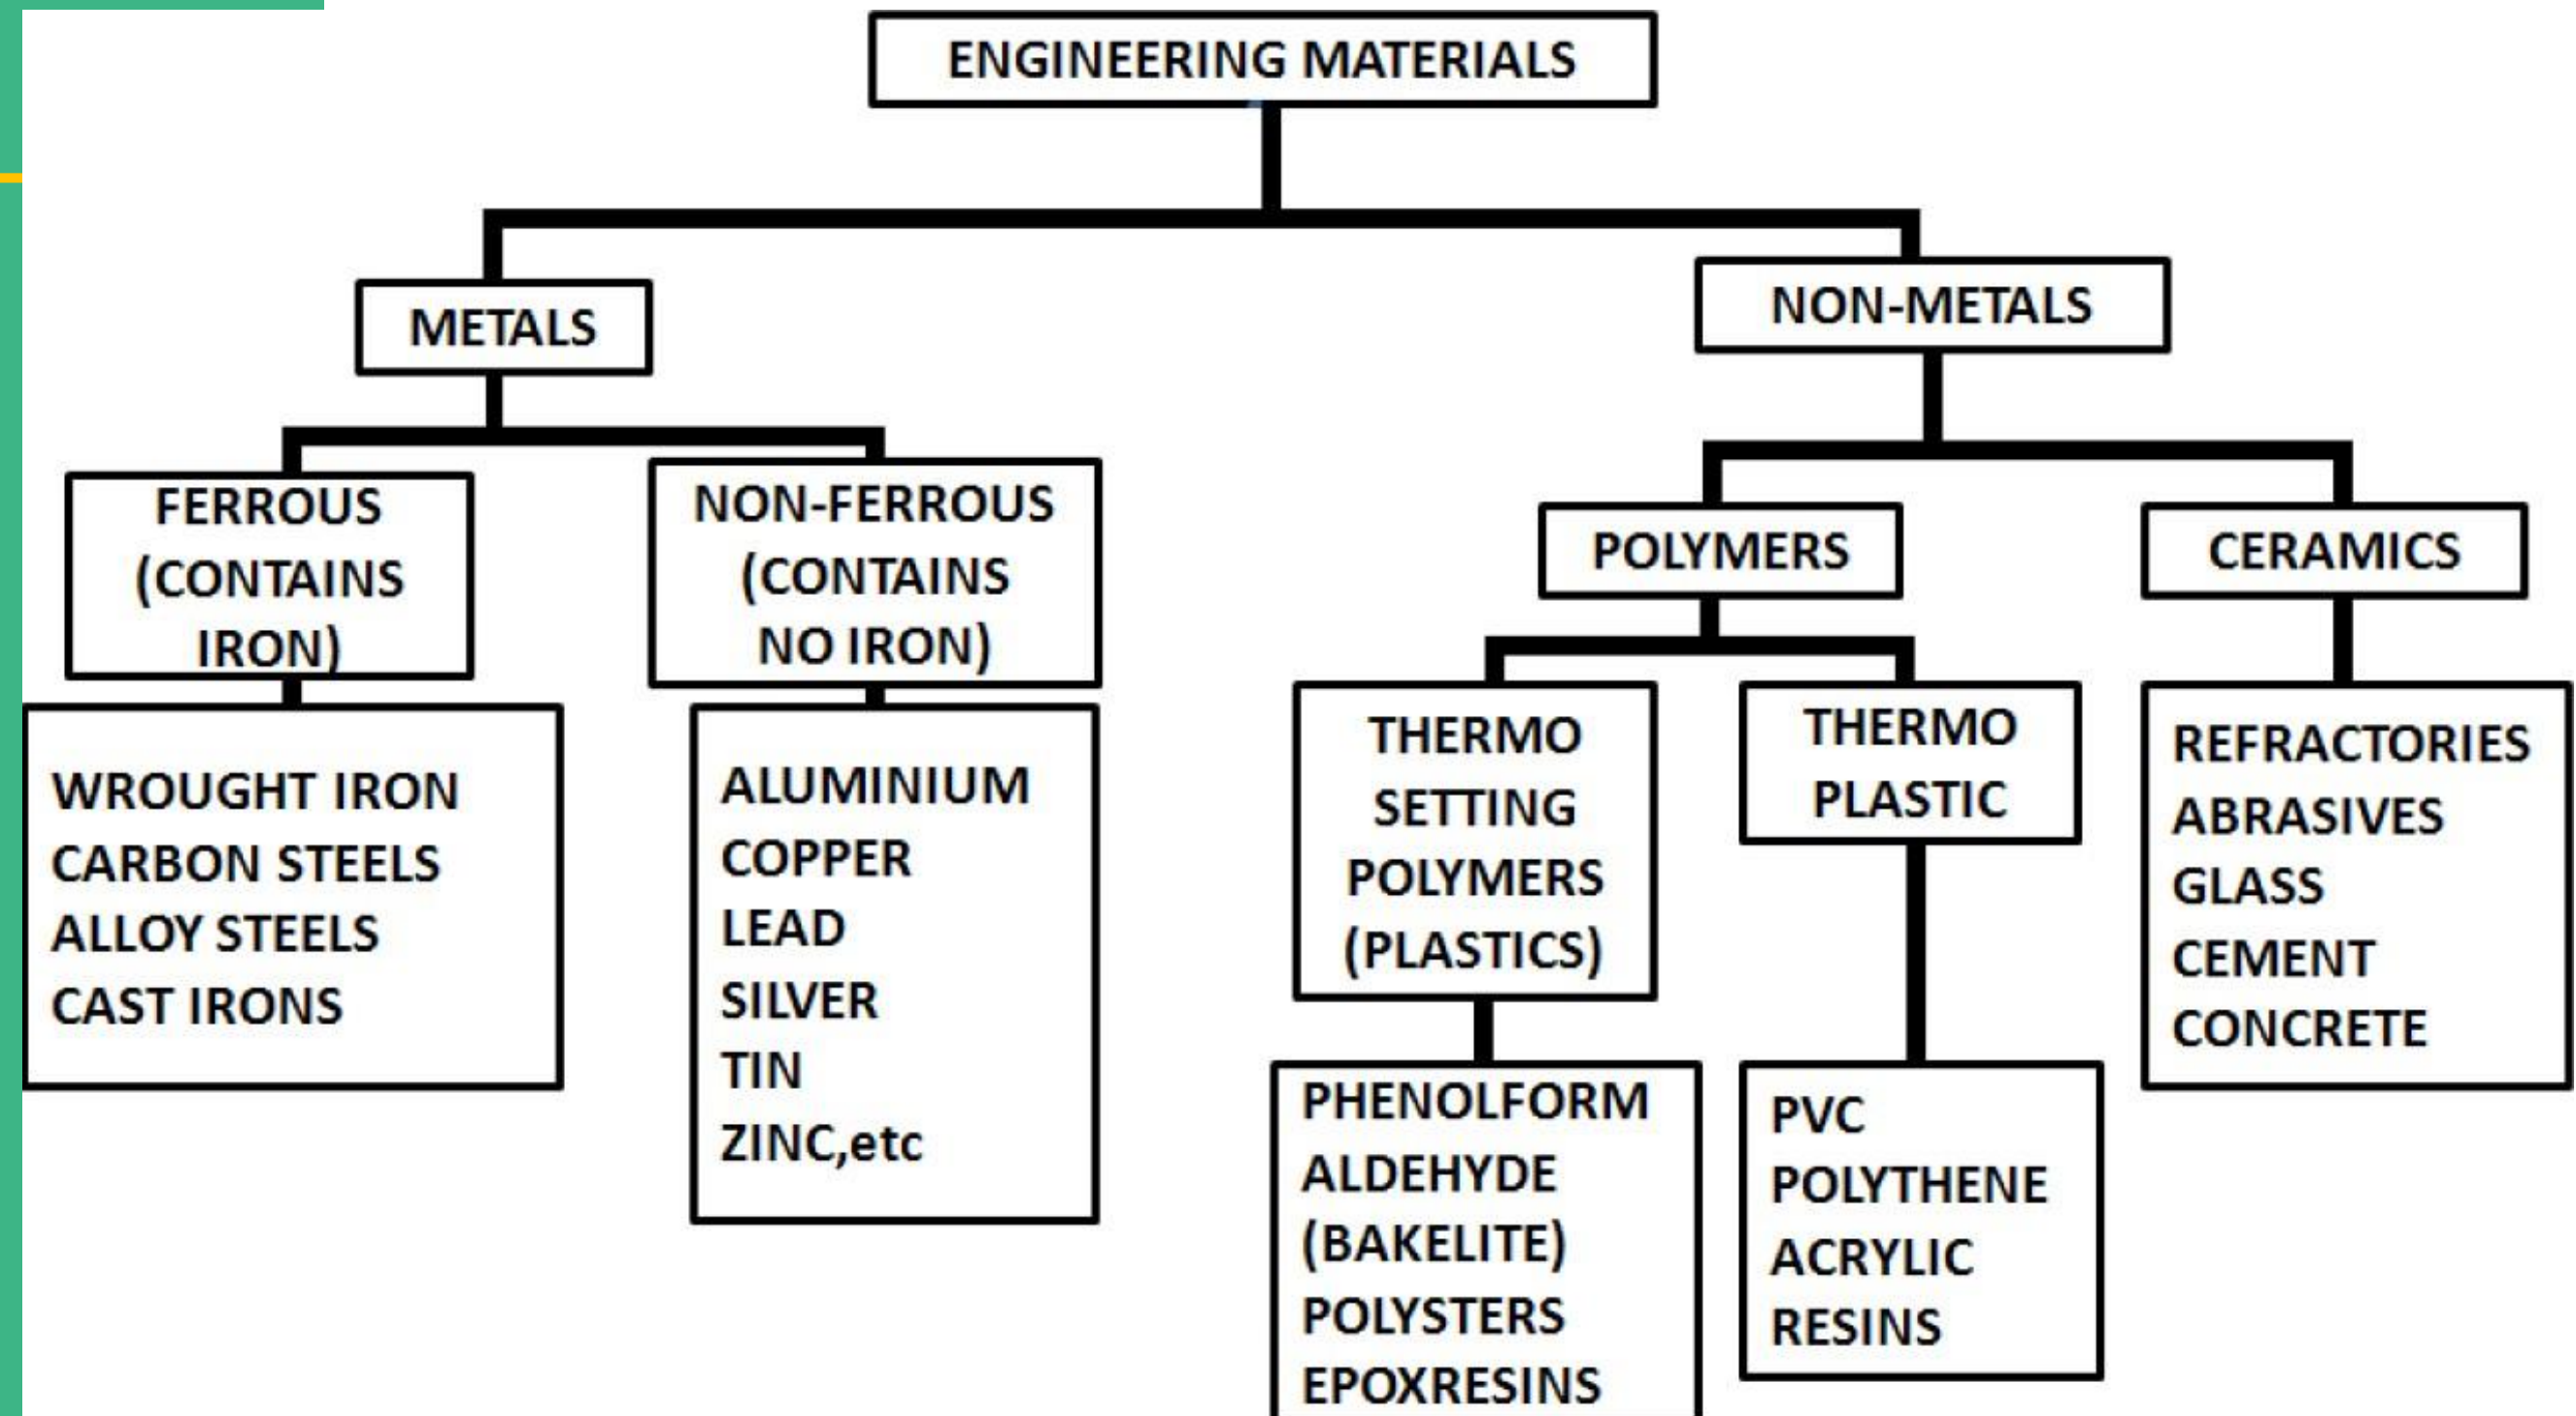 ENGINEERING MATERIALS
METALS
NON-METALS
FERROUS
(CONTAINS
IRON)
NON-FERROUS
(CONTAINS
NO IRON)
POLYMERS
CERAMICS
WROUGHT IRON
CARBON STEELS
ALLOY STEELS
CAST IRONS
ALUMINIUM
COPPER
LEAD
SILVER
TIN
ZINC,etc
THERMO
SETTING
POLYMERS
(PLASTICS)
THERMO
PLASTIC
REFRACTORIES
ABRASIVES
GLASS
CEMENT
CONCRETE
PHENOLFORM
ALDEHYDE
(BAKELITE)
POLYSTERS
EPOXRESINS
PVC
POLYTHENE
ACRYLIC
RESINS